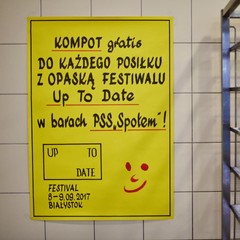 KOMPOT gratis
DO KAŻDEGO POSIŁKU
Z OPASKĄ FESTIWALU
Up To Date
w barach PSS „Społem"!
UP TO
DATE
FESTIVAL
8-9.09.2017
BIAŁYSTOK